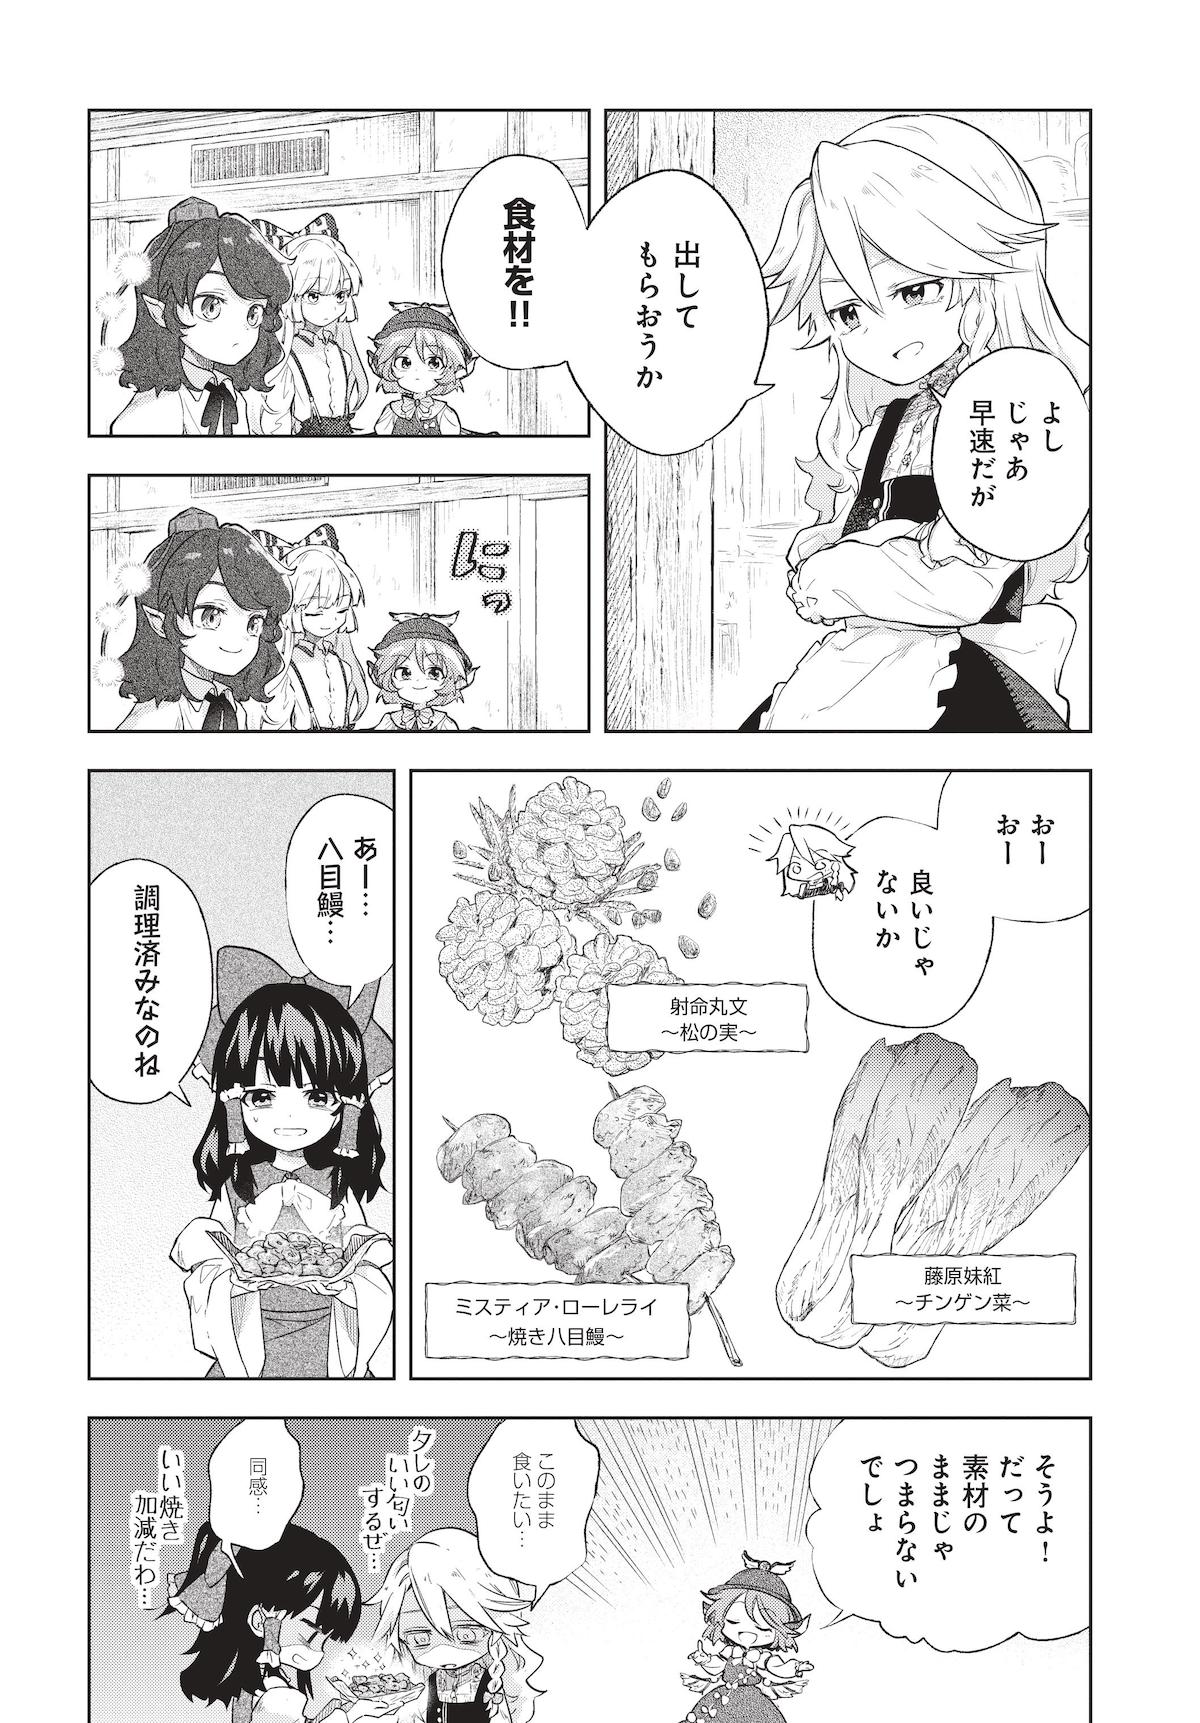 よし
じゃあ
早速だが
出して
もらおうか
食材を!!
にっ
おー
おー
良いじゃ
ないか
射命丸文
～松の実～
藤原妹紅
～チンゲン菜～
ミスティア・ローレライ
～焼き八目鰻～
あー…
八目鰻…
調理済みなのね
そうよ！
だって
素材の
ままじゃ
つまらない
でしょ
このまま
食いたい…
タレの
いい匂い
するぜ…
同感…
いい焼き
加減だわ…